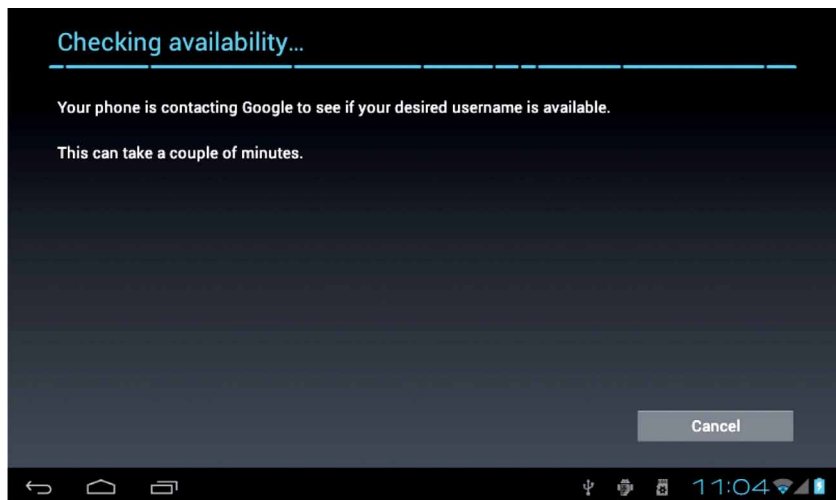 Checking availability...
Your phone is contacting Google to see if your desired username is available.
This can take a couple of minutes.
Cancel
11:04